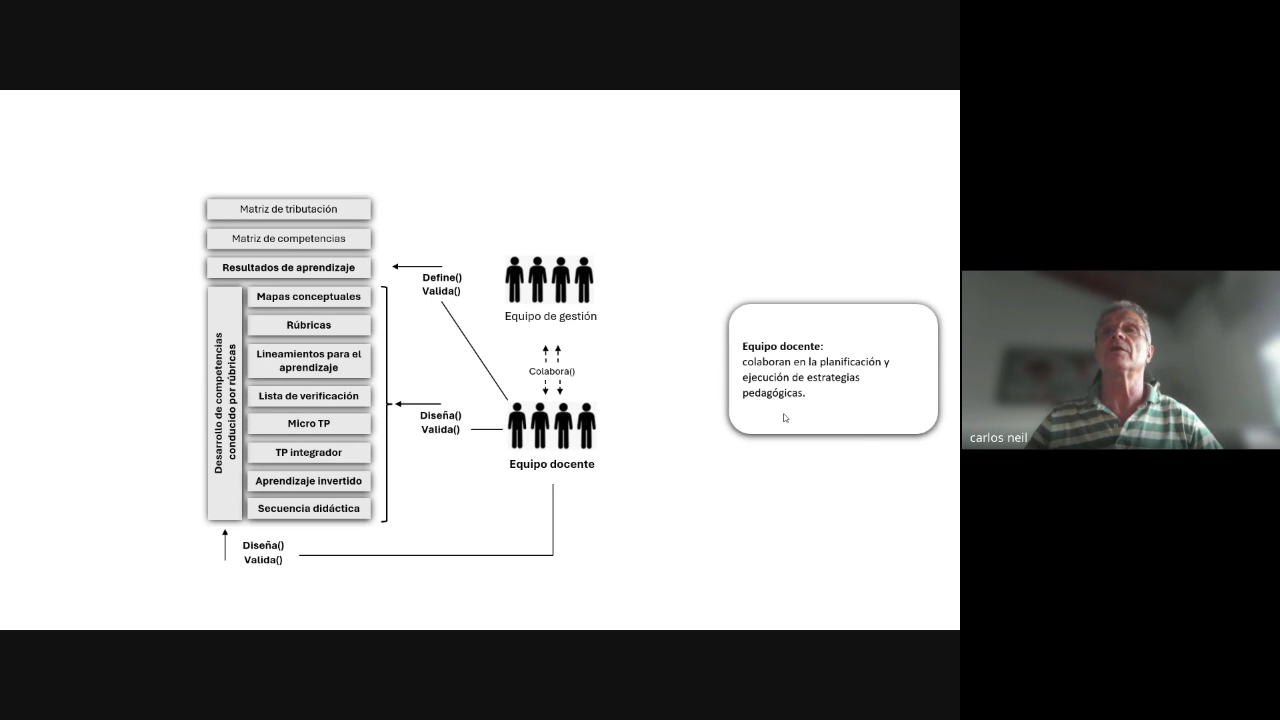 Matriz de tributación
Matriz de competencias
Resultados de aprendizaje
Desarrollo de competencias
conducido por rúbricas
Mapas conceptuales
Rúbricas
Lineamientos para el
aprendizaje
Lista de verificación
Micro TP
TP integrador
Aprendizaje invertido
Secuencia didáctica
Define()
Valida()
Diseña()
Valida()
Diseña()
Valida()
Equipo de gestión
Colabora()
Equipo docente
Equipo docente:
colaboran en la planificación y
ejecución de estrategias
pedagógicas.
carlos neil